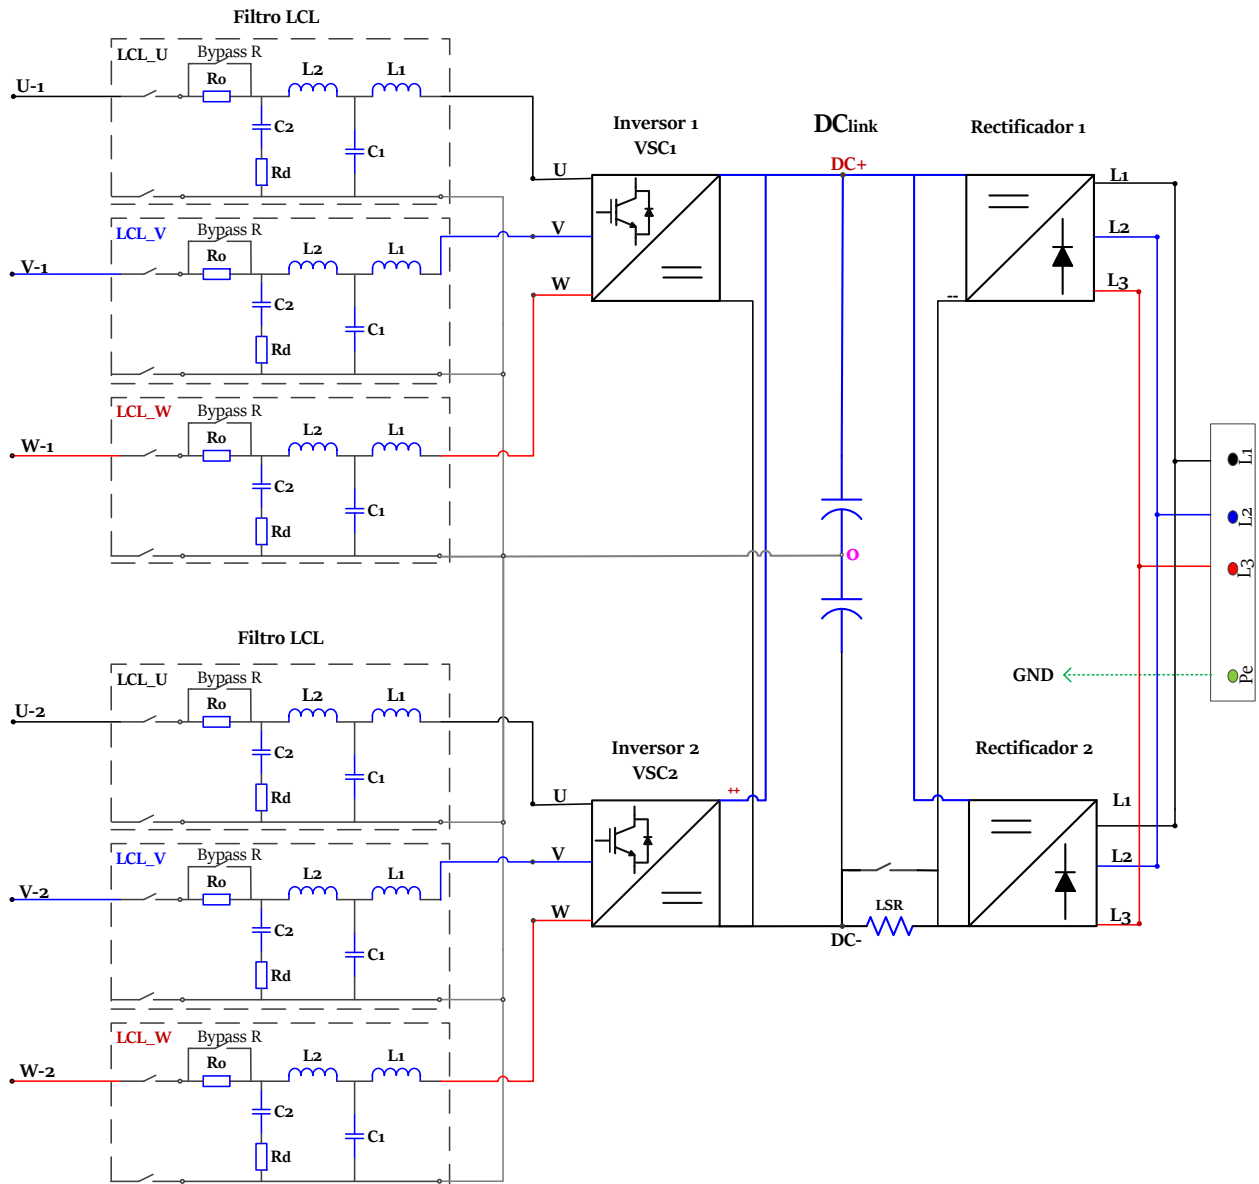 Filtro LCL
LCL_U
Bypass R
Ro
L2
L1
U-1
C2
C1
Rd
LCL_V
Bypass R
Ro
L2
L1
V-1
C2
C1
Rd
LCL_W
Bypass R
Ro
L2
L1
W-1
C2
C1
Rd
Inversor 1
VSC1
U
V
W
DClink
DC+
O
Rectificador 1
--
L1
L2
L3
L1
L2
L3
Pe
GND
Filtro LCL
LCL_U
Bypass R
Ro
L2
L1
U-2
C2
C1
Rd
LCL_V
Bypass R
Ro
L2
L1
V-2
C2
C1
Rd
LCL_W
Bypass R
Ro
L2
L1
W-2
C2
C1
Rd
Inversor 2
VSC2
++
U
V
W
LSR
DC-
Rectificador 2
L1
L2
L3